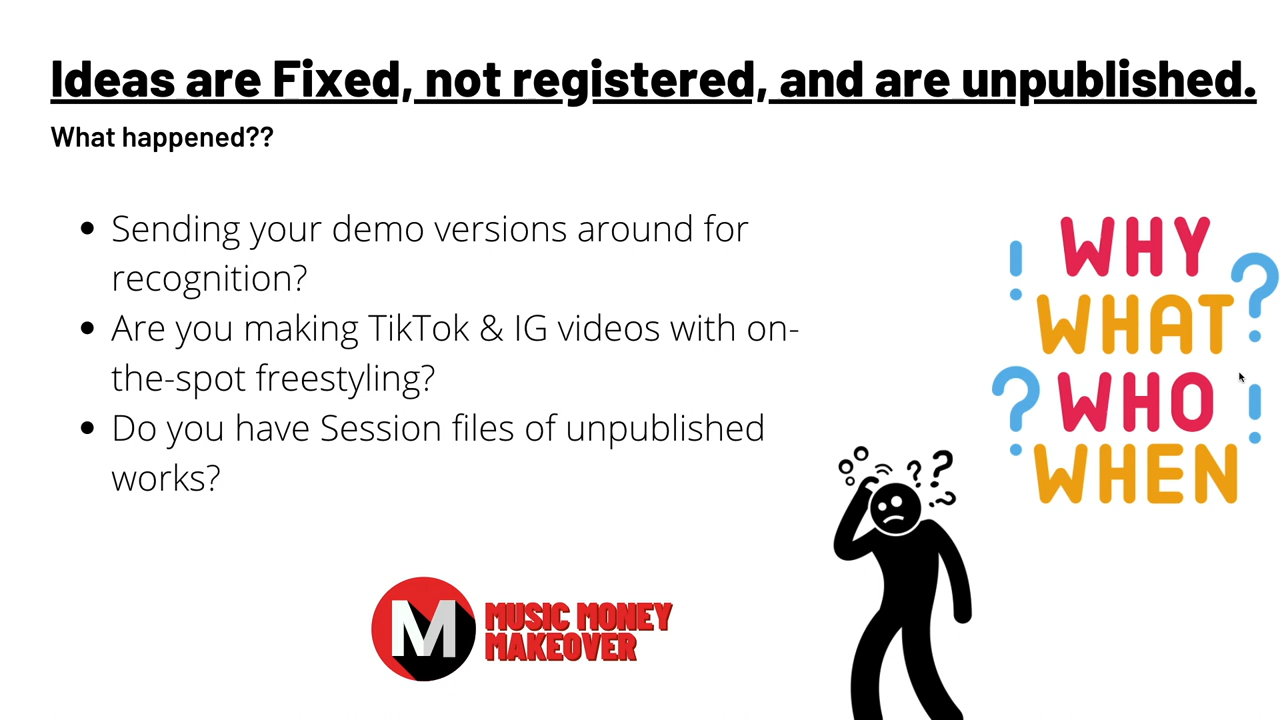 Ideas are Fixed, not registered, and are unpublished.
What happened??
• Sending your demo versions around for
recognition?
• Are you making TikTok & IG videos with on-
the-spot freestyling?
• Do you have Session files of unpublished
works?
! WHY ?
WHAT
? WHO !
WHEN
? ? ?
M MUSIC MONEY
MAKEOVER